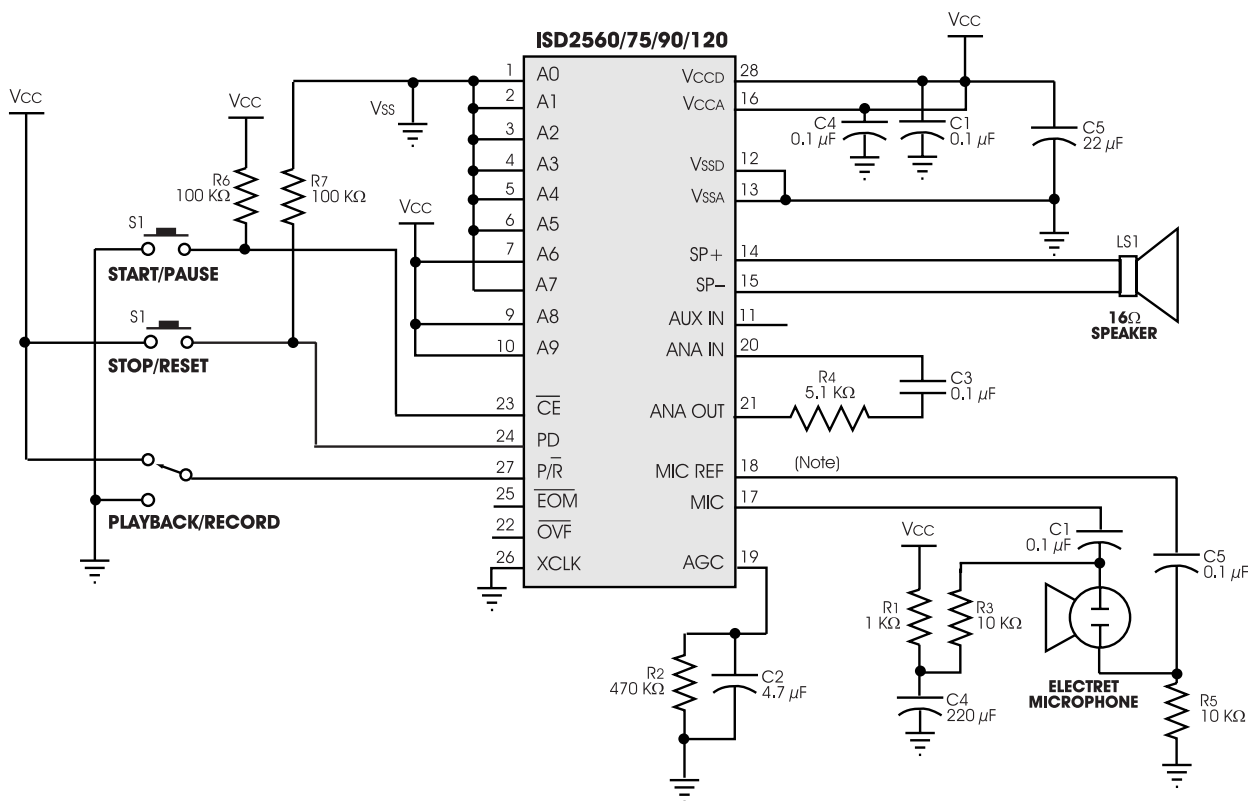 ISD2560/75/90/120
VCC
VCC
VCC
VSS
R6
100 KΩ
R7
100 KΩ
S1
START/PAUSE
S1
STOP/RESET
PLAYBACK/RECORD
VCC
1 A0
2 A1
3 A2
4 A3
5 A4
6 A5
7 A6
A7
9 A8
10 A9
23 CE
24 PD
27 P/R
25 EOM
22 OVF
26 XCLK
VCCD 28
VCCA 16
VSSD 12
VSSA 13
SP+ 14
SP– 15
AUX IN 11
ANA IN 20
ANA OUT 21
MIC REF 18 (Note)
MIC 17
AGC 19
C4
0.1 µF
C1
0.1 µF
C5
22 µF
LS1
16Ω
SPEAKER
R4
5.1 KΩ
C3
0.1 µF
C1
0.1 µF
C5
0.1 µF
VCC
R1
1 KΩ
R3
10 KΩ
C4
220 µF
ELECTRET
MICROPHONE
R5
10 KΩ
R2
470 KΩ
C2
4.7 µF